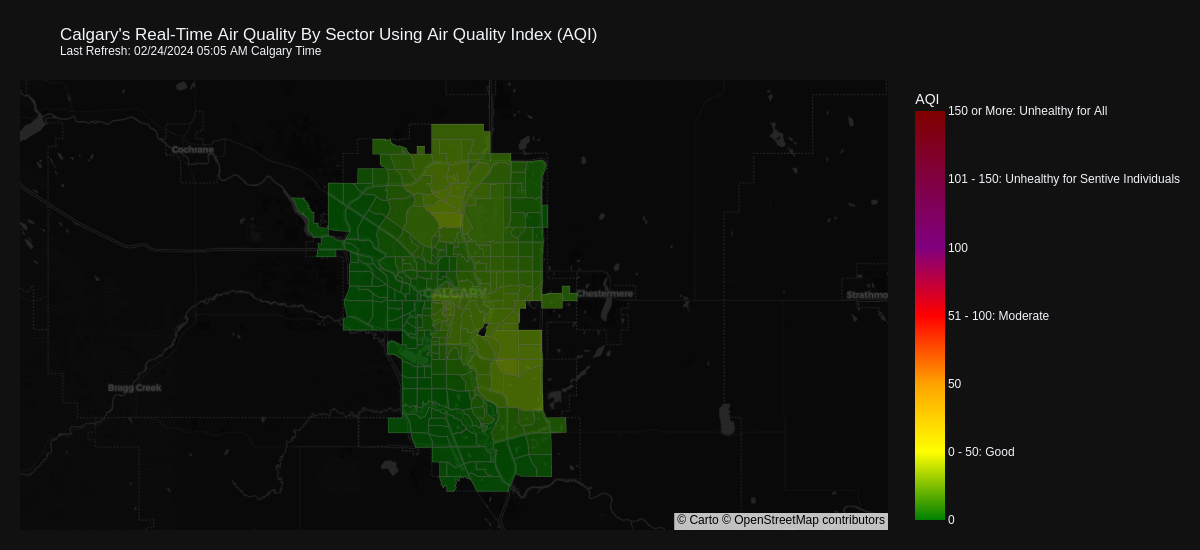 Calgary's Real-Time Air Quality By Sector Using Air Quality Index (AQI)
Last Refresh: 02/24/2024 05:05 AM Calgary Time
AQI
150 or More: Unhealthy for All
Cochrane
101 - 150: Unhealthy for Sentive Individuals
100
CALGARY
Chestermere
Strathmo
51 - 100: Moderate
50
Bragg Creek
0 - 50: Good
0
© Carto © OpenStreetMap contributors